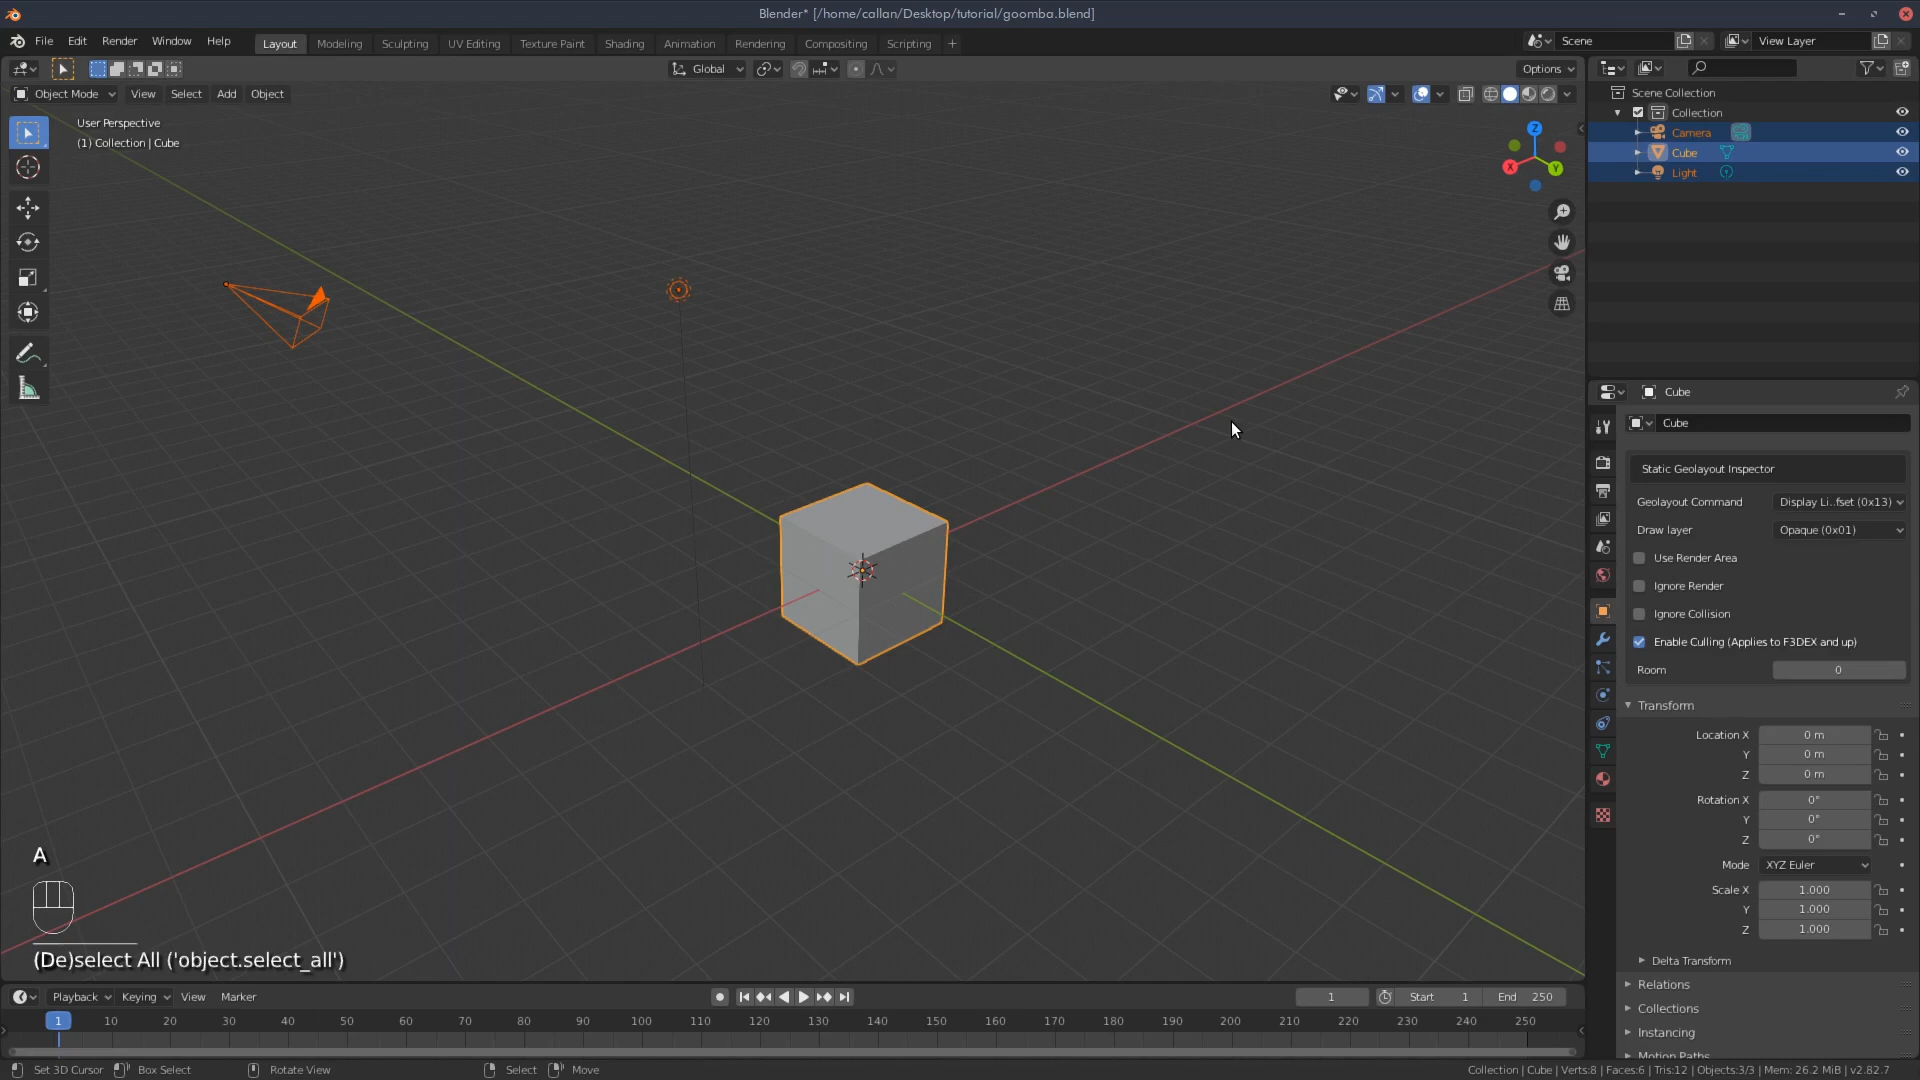 Blender* [/home/callan/Desktop/tutorial/goomba.blend]
File Edit Render Window Help Layout Modeling Sculpting UV Editing Texture Paint Shading Animation Rendering Compositing Scripting + Scene View Layer
Global Options
Object Mode View Select Add Object
User Perspective
(1) Collection | Cube
Z
X
Y
Scene Collection
Collection
Camera
Cube
Light
Cube
Cube
Static Geolayout Inspector
Geolayout Command Display Li..fset (0x13)
Draw layer Opaque (0x01)
Use Render Area
Ignore Render
Ignore Collision
Enable Culling (Applies to F3DEX and up)
Room 0
Transform
Location X 0 m
Y 0 m
Z 0 m
Rotation X 0°
Y 0°
Z 0°
Mode XYZ Euler
Scale X 1.000
Y 1.000
Z 1.000
Delta Transform
Relations
Collections
Instancing
Motion Paths
A
(De)select All ('object.select_all')
Playback Keying View Marker 1 Start 1 End 250
1 10 20 30 40 50 60 70 80 90 100 110 120 130 140 150 160 170 180 190 200 210 220 230 240 250
Set 3D Cursor Box Select Rotate View Select Move Collection | Cube | Verts:8 | Faces:6 | Tris:12 | Objects:3/3 | Mem: 26.2 MiB | v2.82.7